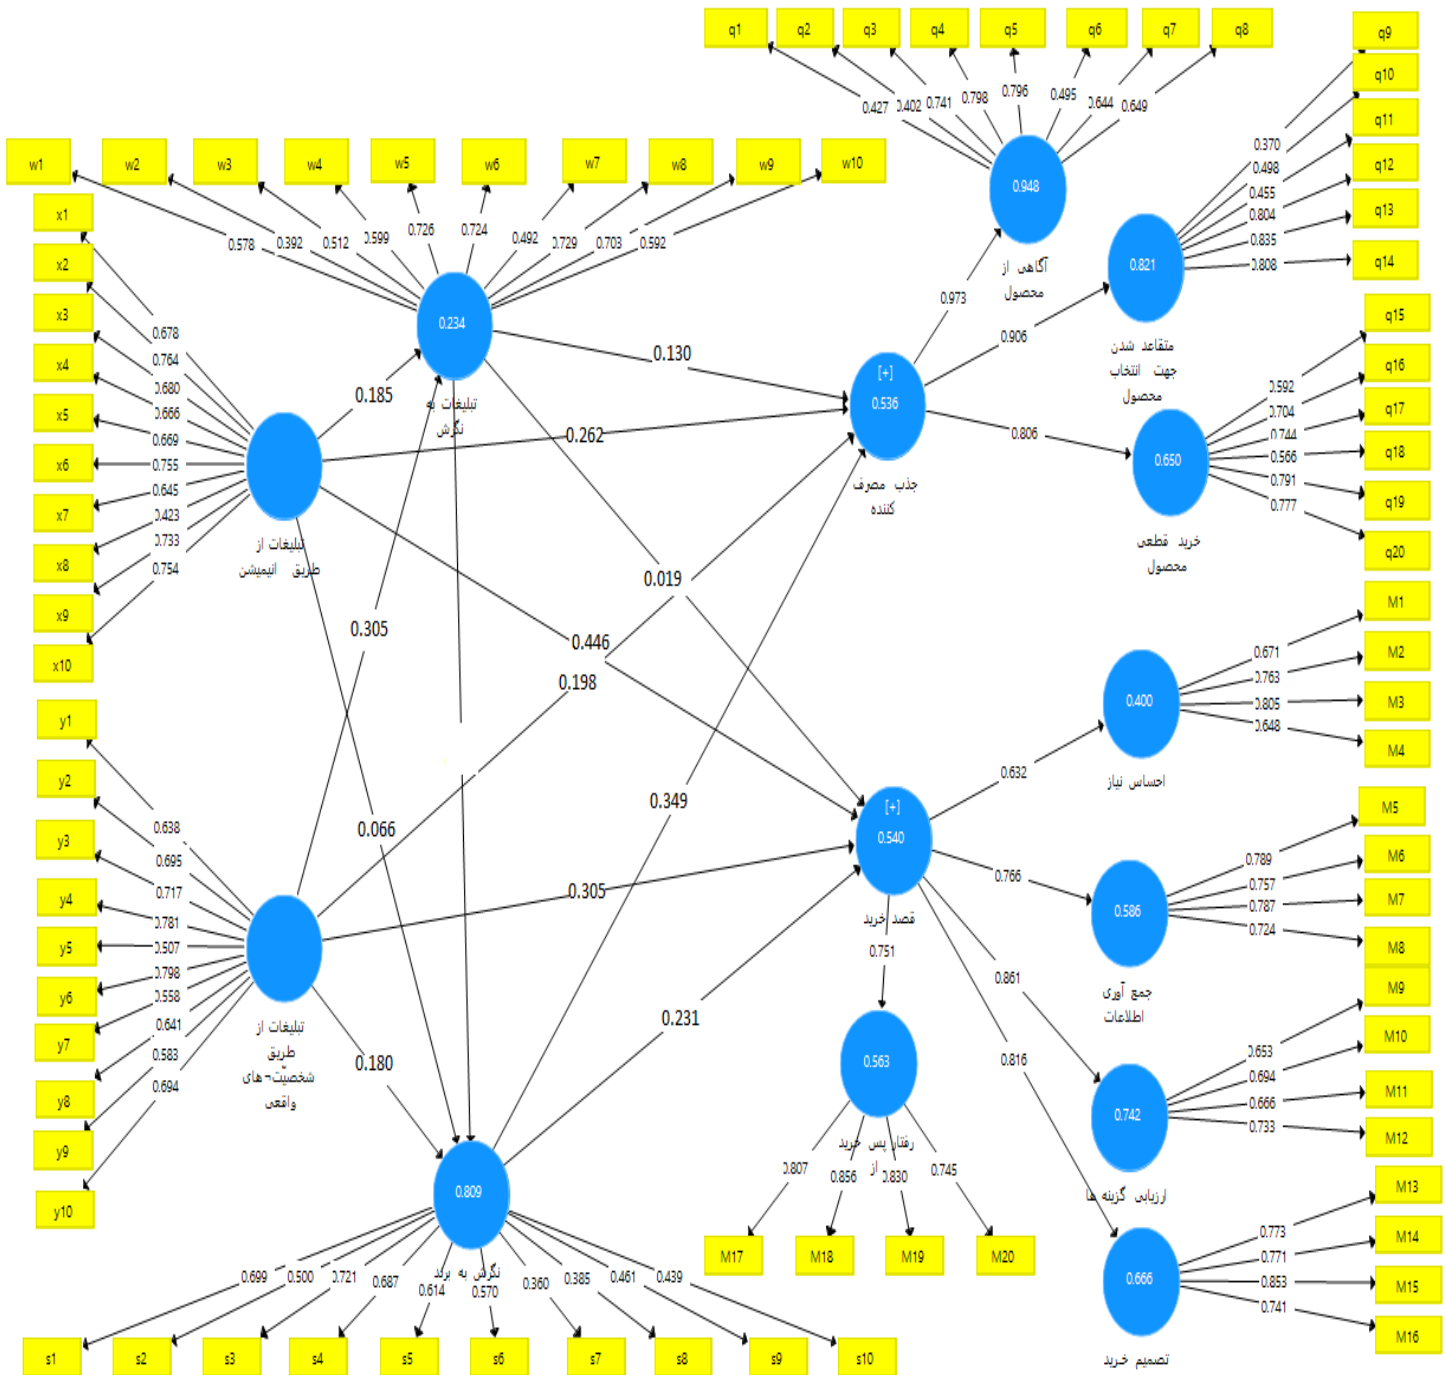 q1 q2 q3 q4 q5 q6 q7 q8
0.427 0.402 0.741 0.798 0.796 0.495 0.644 0.649
0.948
آگاهی از
محصول
q9
q10
q11
q12
q13
q14
0.370
0.498
0.455
0.804
0.835
0.808
0.821
متقاعد شدن
جهت انتخاب
محصول
w1 w2 w3 w4 w5 w6 w7 w8 w9 w10
0.578 0.392 0.512 0.599 0.726 0.724 0.492 0.729 0.703 0.592
0.234
تبلیغات به
نگرش
x1
x2
x3
x4
x5
x6
x7
x8
x9
x10
0.678
0.764
0.680
0.666
0.669
0.755
0.645
0.423
0.733
0.754
تبلیغات از
طریق انیمیشن
0.185
0.130
0.262
0.973
0.906
0.806
[+]
0.536
جذب مصرف
کننده
q15
q16
q17
q18
q19
q20
0.592
0.704
0.744
0.566
0.791
0.777
0.650
خرید قطعی
محصول
0.019
0.305
0.446
0.198
0.066
0.349
0.305
0.231
0.180
y1
y2
y3
y4
y5
y6
y7
y8
y9
y10
0.638
0.695
0.717
0.781
0.507
0.798
0.558
0.641
0.583
0.694
تبلیغات از
طریق
شخصیّت¬های
واقعی
[+]
0.540
قصد خرید
0.632
0.766
0.751
0.861
0.816
M1
M2
M3
M4
0.671
0.763
0.805
0.648
0.400
احساس نیاز
M5
M6
M7
M8
0.789
0.757
0.787
0.724
0.586
جمع آوری
اطلاعات
M9
M10
M11
M12
0.653
0.694
0.666
0.733
0.742
ارزیابی گزینه ها
M13
M14
M15
M16
0.773
0.771
0.853
0.741
0.666
تصمیم خرید
0.563
رفتار پس خرید
از
0.807 0.856 0.830 0.745
M17 M18 M19 M20
0.809
نگرش به برند
0.699 0.500 0.721 0.687 0.614 0.570 0.360 0.385 0.461 0.439
s1 s2 s3 s4 s5 s6 s7 s8 s9 s10